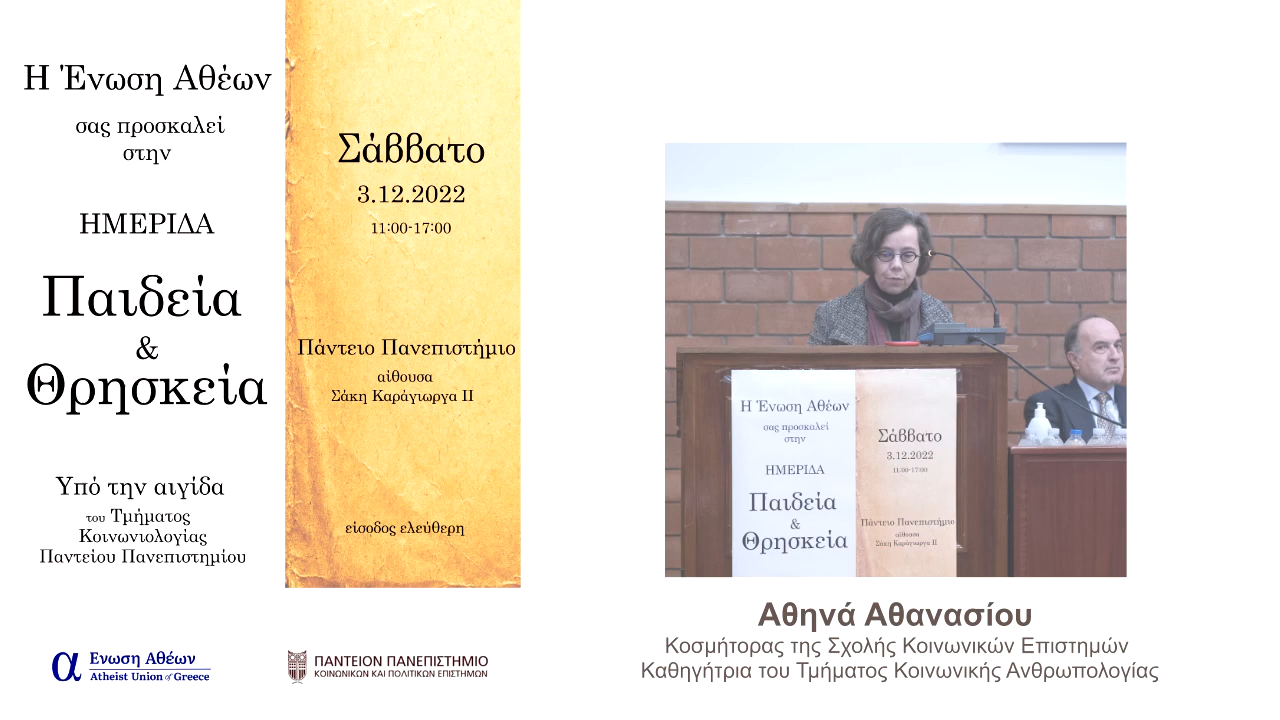 Η Ένωση Αθέων
σας προσκαλεί
στην
ΗΜΕΡΙΔΑ
Παιδεία
&
Θρησκεία
Υπό την αιγίδα
του Τμήματος
Κοινωνιολογίας
Παντείου Πανεπιστημίου
Σάββατο
3.12.2022
11:00-17:00
Πάντειο Πανεπιστήμιο
αίθουσα
Σάκη Καράγιωργα ΙΙ
είσοδος ελεύθερη
α Ενωση Αθέων
Atheist Union of Greece
ΠΑΝΤΕΙΟΝ ΠΑΝΕΠΙΣΤΗΜΙΟ
ΚΟΙΝΩΝΙΚΩΝ ΚΑΙ ΠΟΛΙΤΙΚΩΝ ΕΠΙΣΤΗΜΩΝ
Η Ένωση Αθέων
σας προσκαλεί
στην
ΗΜΕΡΙΔΑ
Παιδεία
&
Θρησκεία
Σάββατο
3.12.2022
11:00-17:00
Πάντειο Πανεπιστήμιο
αίθουσα
Σάκη Καράγιωργα ΙΙ
Αθηνά Αθανασίου
Κοσμήτορας της Σχολής Κοινωνικών Επιστημών
Καθηγήτρια του Τμήματος Κοινωνικής Ανθρωπολογίας